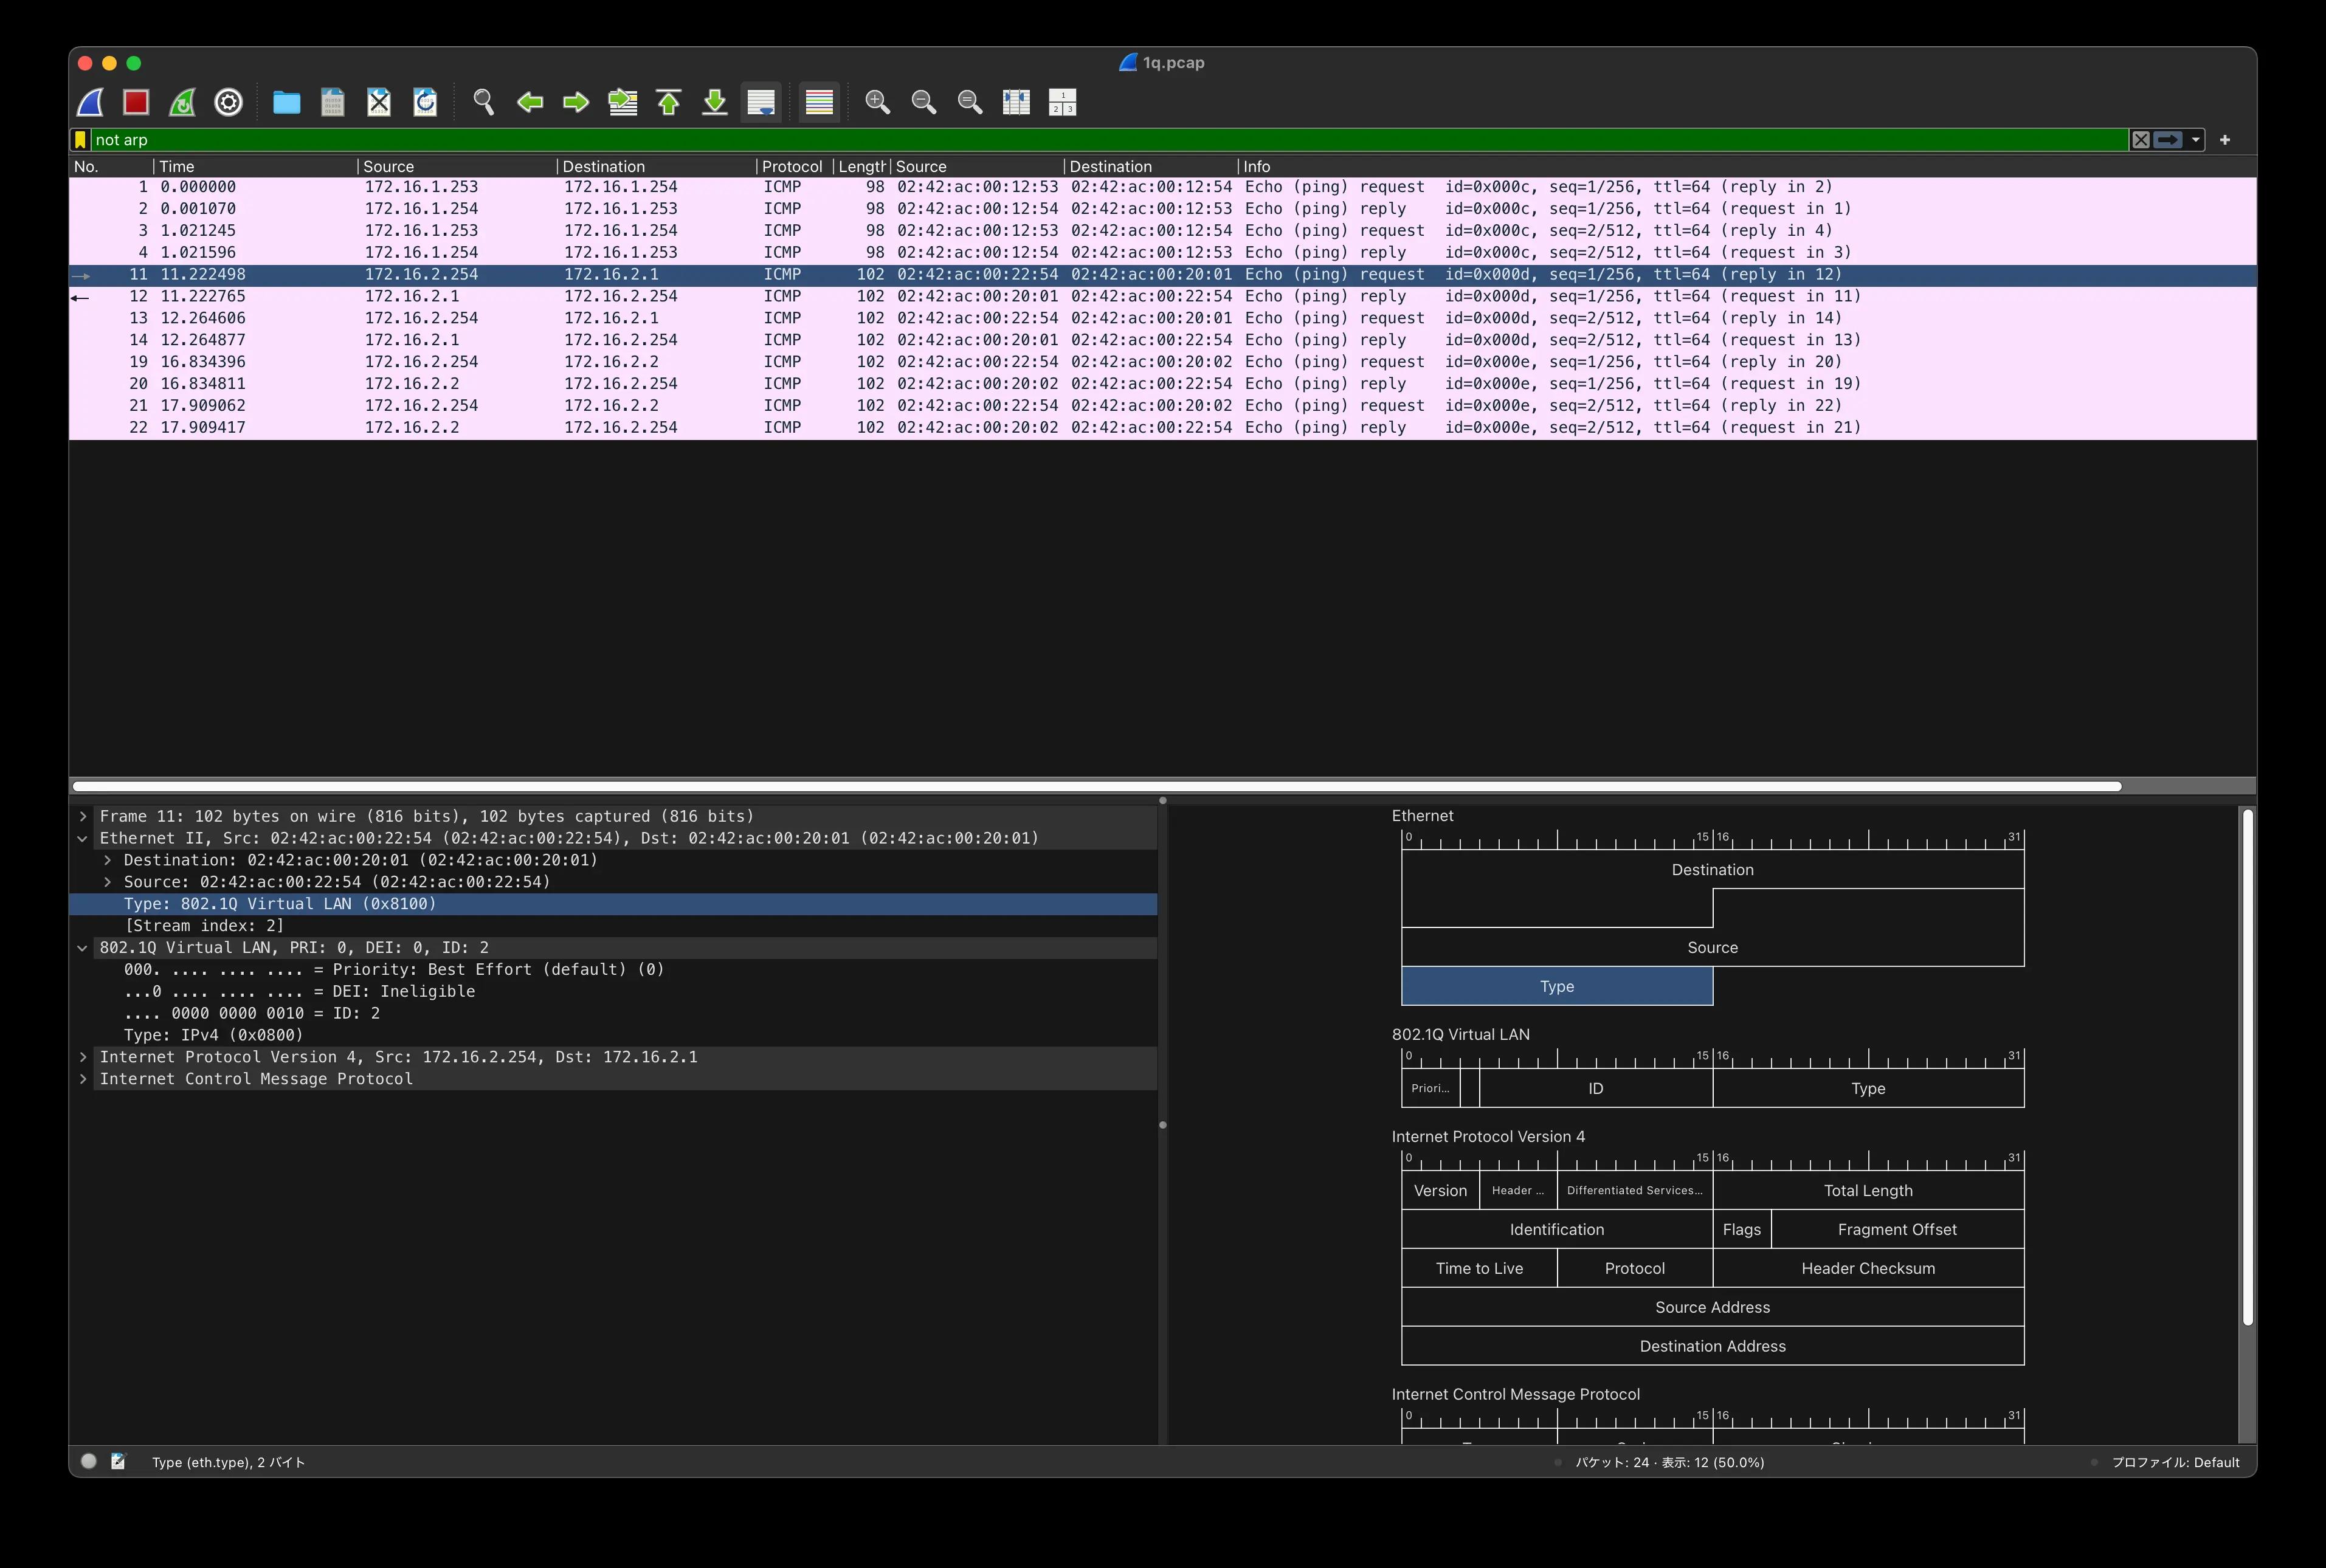 1q.pcap
1
2 3
not arp
No. Time Source Destination Protocol Length Source Destination Info
1 0.000000 172.16.1.253 172.16.1.254 ICMP 98 02:42:ac:00:12:53 02:42:ac:00:12:54 Echo (ping) request id=0x000c, seq=1/256, ttl=64 (reply in 2)
2 0.001070 172.16.1.254 172.16.1.253 ICMP 98 02:42:ac:00:12:54 02:42:ac:00:12:53 Echo (ping) reply id=0x000c, seq=1/256, ttl=64 (request in 1)
3 1.021245 172.16.1.253 172.16.1.254 ICMP 98 02:42:ac:00:12:53 02:42:ac:00:12:54 Echo (ping) request id=0x000c, seq=2/512, ttl=64 (reply in 4)
4 1.021596 172.16.1.254 172.16.1.253 ICMP 98 02:42:ac:00:12:54 02:42:ac:00:12:53 Echo (ping) reply id=0x000c, seq=2/512, ttl=64 (request in 3)
11 11.222498 172.16.2.254 172.16.2.1 ICMP 102 02:42:ac:00:22:54 02:42:ac:00:20:01 Echo (ping) request id=0x000d, seq=1/256, ttl=64 (reply in 12)
12 11.222765 172.16.2.1 172.16.2.254 ICMP 102 02:42:ac:00:20:01 02:42:ac:00:22:54 Echo (ping) reply id=0x000d, seq=1/256, ttl=64 (request in 11)
13 12.264606 172.16.2.254 172.16.2.1 ICMP 102 02:42:ac:00:22:54 02:42:ac:00:20:01 Echo (ping) request id=0x000d, seq=2/512, ttl=64 (reply in 14)
14 12.264877 172.16.2.1 172.16.2.254 ICMP 102 02:42:ac:00:20:01 02:42:ac:00:22:54 Echo (ping) reply id=0x000d, seq=2/512, ttl=64 (request in 13)
19 16.834396 172.16.2.254 172.16.2.2 ICMP 102 02:42:ac:00:22:54 02:42:ac:00:20:02 Echo (ping) request id=0x000e, seq=1/256, ttl=64 (reply in 20)
20 16.834811 172.16.2.2 172.16.2.254 ICMP 102 02:42:ac:00:20:02 02:42:ac:00:22:54 Echo (ping) reply id=0x000e, seq=1/256, ttl=64 (request in 19)
21 17.909062 172.16.2.254 172.16.2.2 ICMP 102 02:42:ac:00:22:54 02:42:ac:00:20:02 Echo (ping) request id=0x000e, seq=2/512, ttl=64 (reply in 22)
22 17.909417 172.16.2.2 172.16.2.254 ICMP 102 02:42:ac:00:20:02 02:42:ac:00:22:54 Echo (ping) reply id=0x000e, seq=2/512, ttl=64 (request in 21)
Frame 11: 102 bytes on wire (816 bits), 102 bytes captured (816 bits)
Ethernet II, Src: 02:42:ac:00:22:54 (02:42:ac:00:22:54), Dst: 02:42:ac:00:20:01 (02:42:ac:00:20:01)
Destination: 02:42:ac:00:20:01 (02:42:ac:00:20:01)
Source: 02:42:ac:00:22:54 (02:42:ac:00:22:54)
Type: 802.1Q Virtual LAN (0x8100)
[Stream index: 2]
802.1Q Virtual LAN, PRI: 0, DEI: 0, ID: 2
000. .... .... .... = Priority: Best Effort (default) (0)
...0 .... .... .... = DEI: Ineligible
.... 0000 0000 0010 = ID: 2
Type: IPv4 (0x0800)
Internet Protocol Version 4, Src: 172.16.2.254, Dst: 172.16.2.1
Internet Control Message Protocol
Ethernet
0 15 16 31
Destination
Source
Type
802.1Q Virtual LAN
0 15 16 31
Priori... ID Type
Internet Protocol Version 4
0 15 16 31
Version Header ... Differentiated Services... Total Length
Identification Flags Fragment Offset
Time to Live Protocol Header Checksum
Source Address
Destination Address
Internet Control Message Protocol
0 15 16 31
Type (eth.type), 2 バイト パケット: 24 · 表示: 12 (50.0%) プロファイル: Default